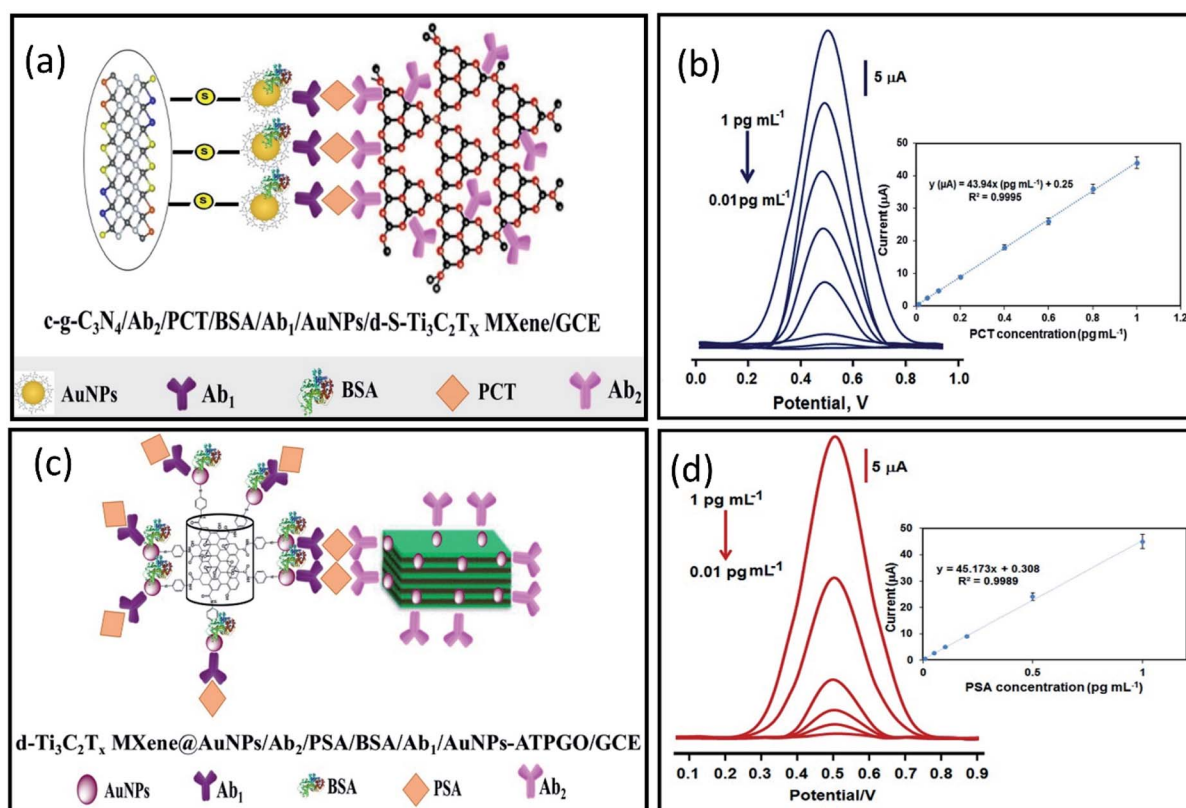 (a)
S
S
S
c-g-C₃N₄/Ab₂/PCT/BSA/Ab₁/AuNPs/d-S-Ti₃C₂Tₓ MXene/GCE
AuNPs
Ab₁
BSA
PCT
Ab₂
(b)
5 µA
1 pg mL⁻¹
0.01 pg mL⁻¹
0.0 0.2 0.4 0.6 0.8 1.0
Potential, V
Current (µA)
50
40
30
20
10
0
y (µA) = 43.94x (pg mL⁻¹) + 0.25
R² = 0.9995
0 0.2 0.4 0.6 0.8 1.0 1.2
PCT concentration (pg mL⁻¹)
(c)
d-Ti₃C₂Tₓ MXene@AuNPs/Ab₂/PSA/BSA/Ab₁/AuNPs-ATPGO/GCE
AuNPs
Ab₁
BSA
PSA
Ab₂
(d)
5 µA
1 pg mL⁻¹
0.01 pg mL⁻¹
0.1 0.2 0.3 0.4 0.5 0.6 0.7 0.8 0.9
Potential/V
Current (µA)
50
40
30
20
10
0
y = 45.173x + 0.308
R² = 0.9989
0 0.5 1
PSA concentration (pg mL⁻¹)